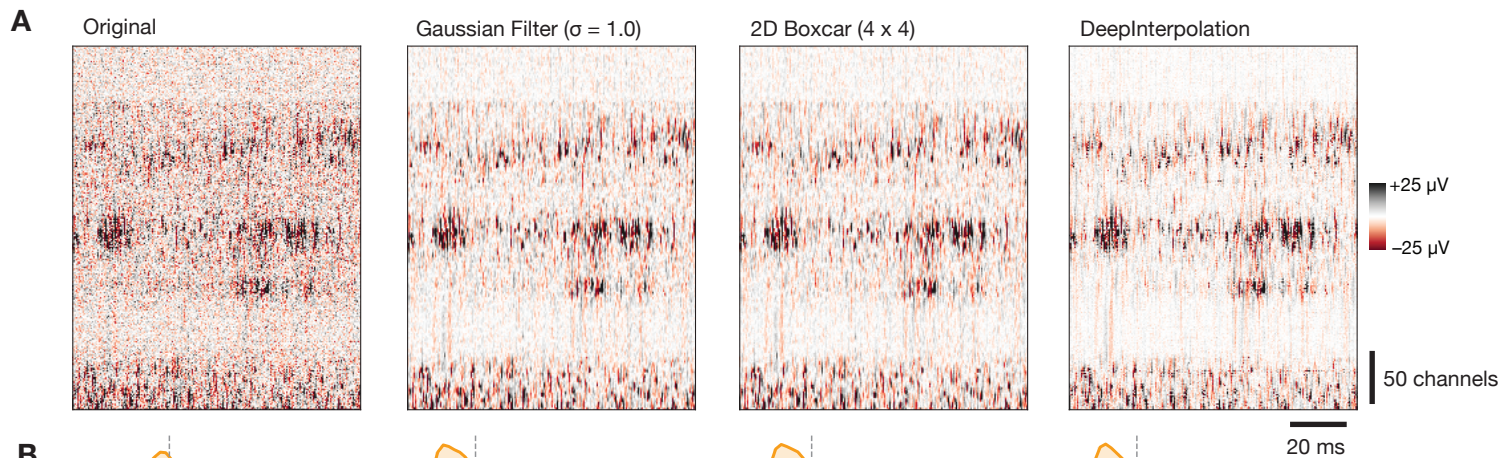 A
Original
Gaussian Filter (σ = 1.0)
2D Boxcar (4 x 4)
DeepInterpolation
+25 µV
−25 µV
50 channels
20 ms
B